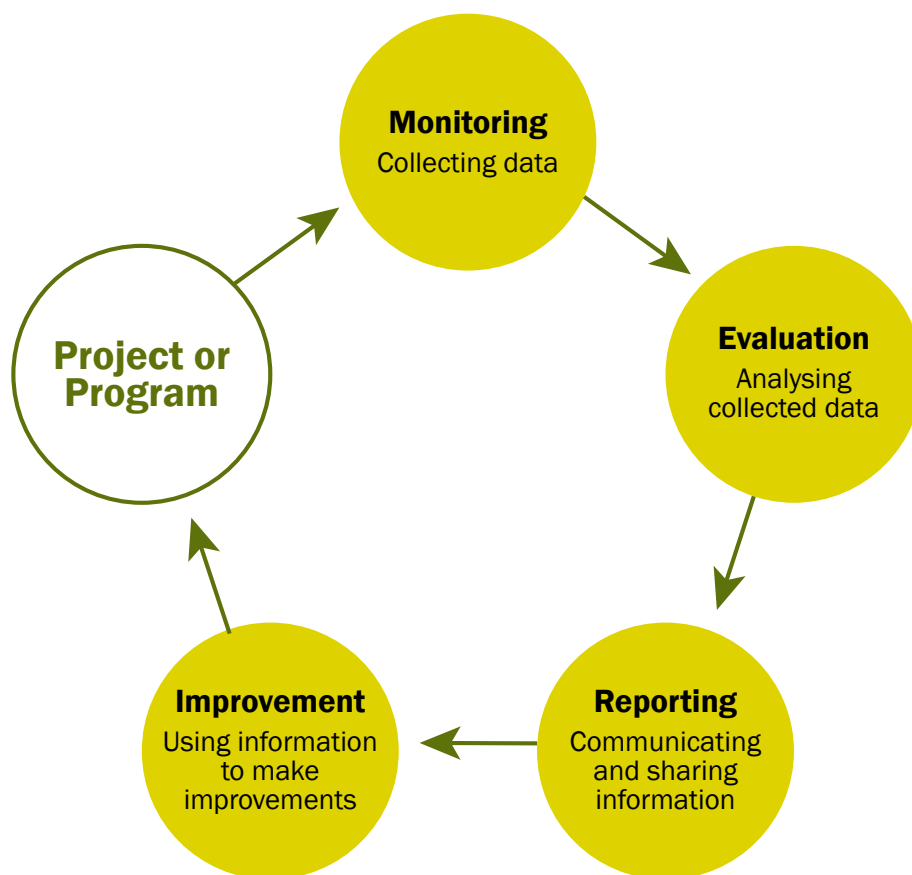 Monitoring
Collecting data
Evaluation
Analysing
collected data
Reporting
Communicating
and sharing
information
Improvement
Using information
to make
improvements
Project or
Program